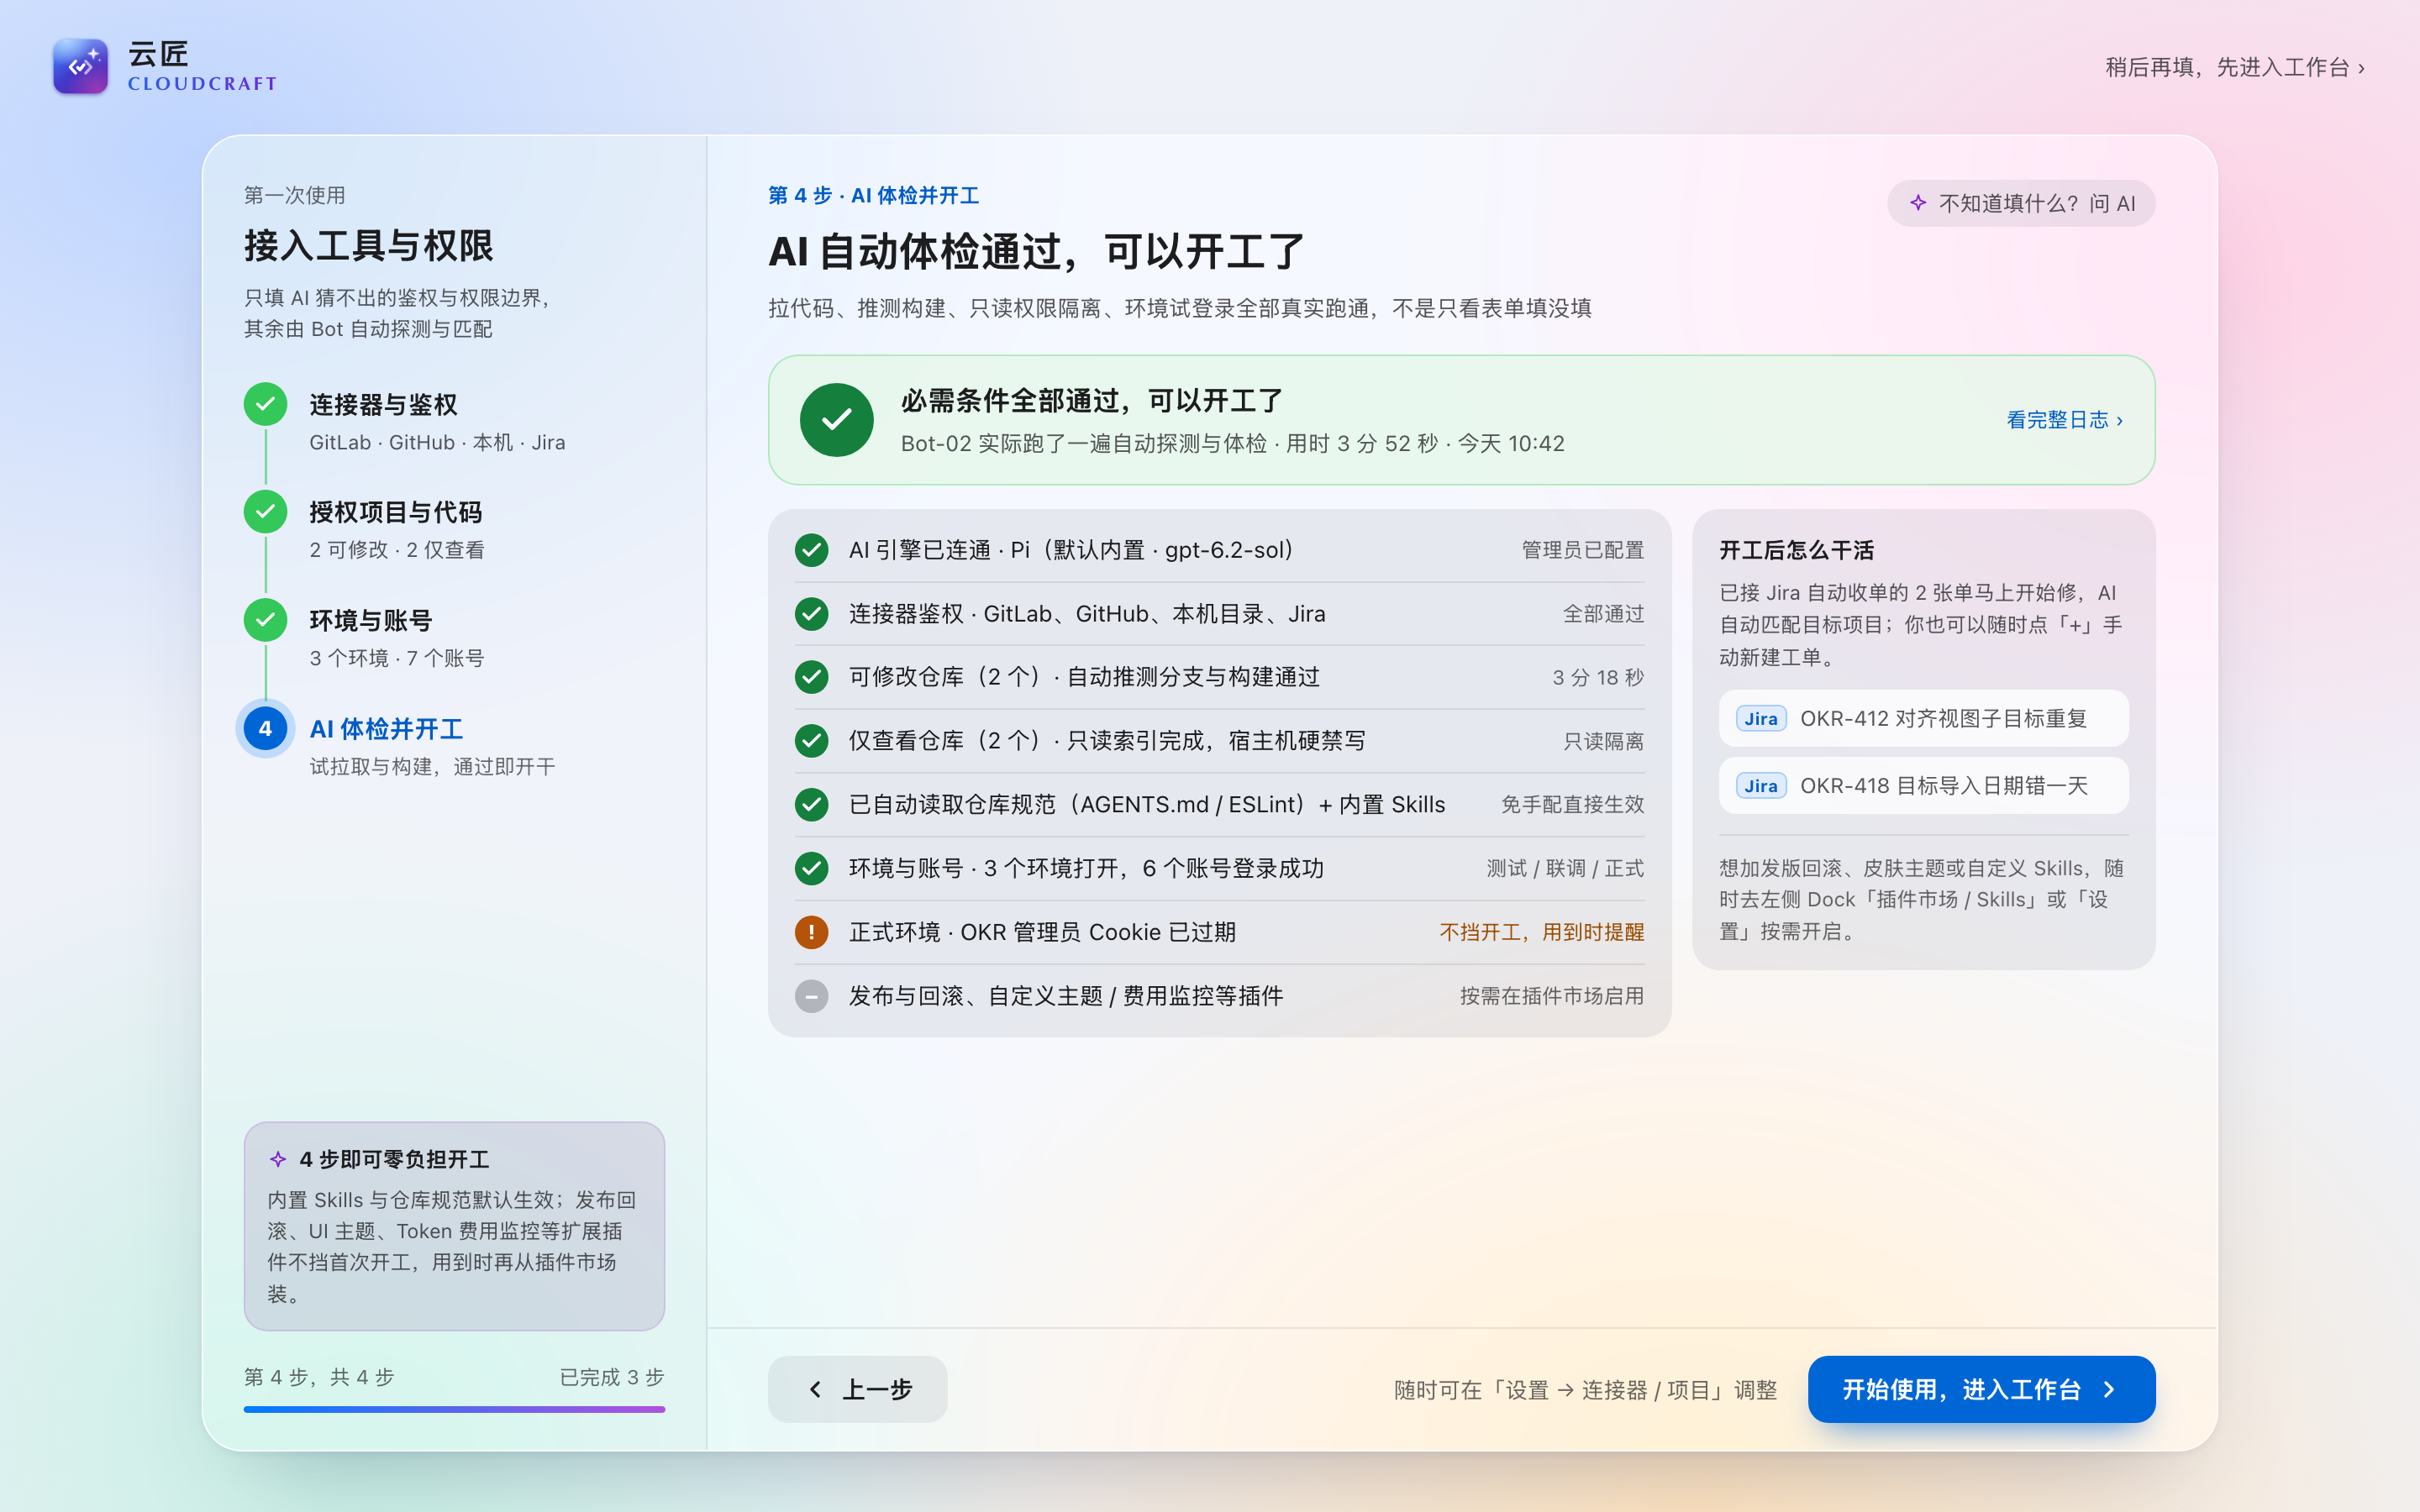 云匠
CLOUDCRAFT
稍后再填，先进入工作台 ›
第一次使用
接入工具与权限
只填 AI 猜不出的鉴权与权限边界，
其余由 Bot 自动探测与匹配
连接器与鉴权
GitLab · GitHub · 本机 · Jira
授权项目与代码
2 可修改 · 2 仅查看
环境与账号
3 个环境 · 7 个账号
4
AI 体检并开工
试拉取与构建，通过即开干
4 步即可零负担开工
内置 Skills 与仓库规范默认生效；发布回
滚、UI 主题、Token 费用监控等扩展插
件不挡首次开工，用到时再从插件市场
装。
第 4 步，共 4 步
已完成 3 步
第 4 步 · AI 体检并开工
不知道填什么？问 AI
AI 自动体检通过，可以开工了
拉代码、推测构建、只读权限隔离、环境试登录全部真实跑通，不是只看表单填没填
必需条件全部通过，可以开工了
Bot-02 实际跑了一遍自动探测与体检 · 用时 3 分 52 秒 · 今天 10:42
看完整日志 ›
AI 引擎已连通 · Pi（默认内置 · gpt-6.2-sol）
管理员已配置
连接器鉴权 · GitLab、GitHub、本机目录、Jira
全部通过
可修改仓库（2 个）· 自动推测分支与构建通过
3 分 18 秒
仅查看仓库（2 个）· 只读索引完成，宿主机硬禁写
只读隔离
已自动读取仓库规范（AGENTS.md / ESLint）+ 内置 Skills
免手配直接生效
环境与账号 · 3 个环境打开，6 个账号登录成功
测试 / 联调 / 正式
正式环境 · OKR 管理员 Cookie 已过期
不挡开工，用到时提醒
发布与回滚、自定义主题 / 费用监控等插件
按需在插件市场启用
开工后怎么干活
已接 Jira 自动收单的 2 张单马上开始修，AI
自动匹配目标项目；你也可以随时点「+」手
动新建工单。
Jira OKR-412 对齐视图子目标重复
Jira OKR-418 目标导入日期错一天
想加发版回滚、皮肤主题或自定义 Skills，随
时去左侧 Dock「插件市场 / Skills」或「设
置」按需开启。
上一步
随时可在「设置 → 连接器 / 项目」调整
开始使用，进入工作台